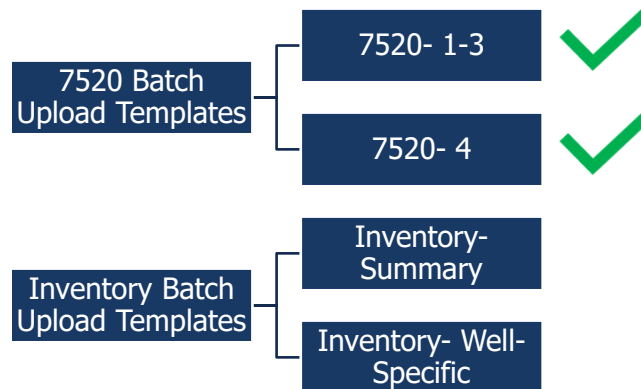 7520- 1-3
7520 Batch
Upload Templates
7520- 4
Inventory-
Summary
Inventory Batch
Upload Templates
Inventory- Well-
Specific